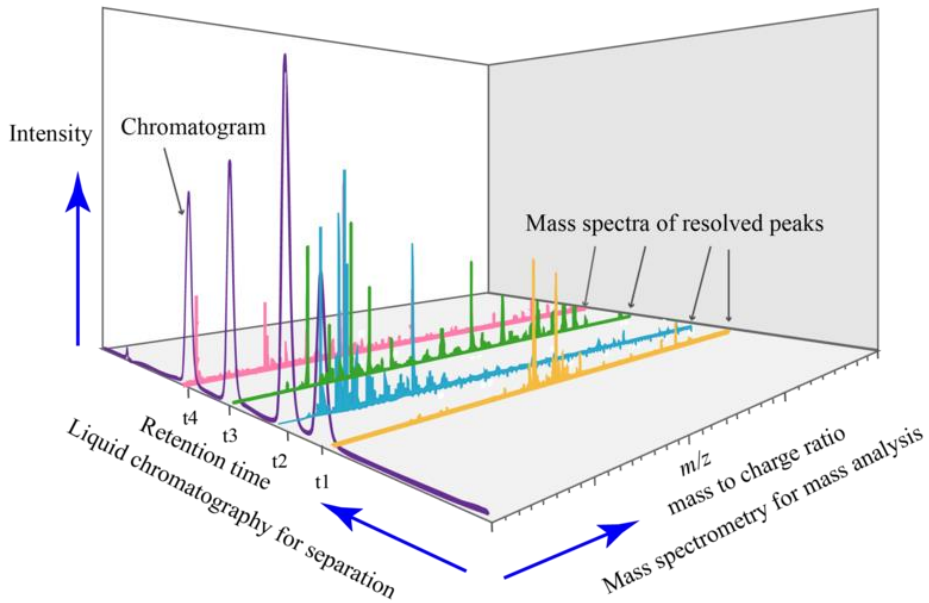 Intensity
Chromatogram
Mass spectra of resolved peaks
t4
t3
t2
t1
Retention time
Liquid chromatography for separation
m/z
mass to charge ratio
Mass spectrometry for mass analysis